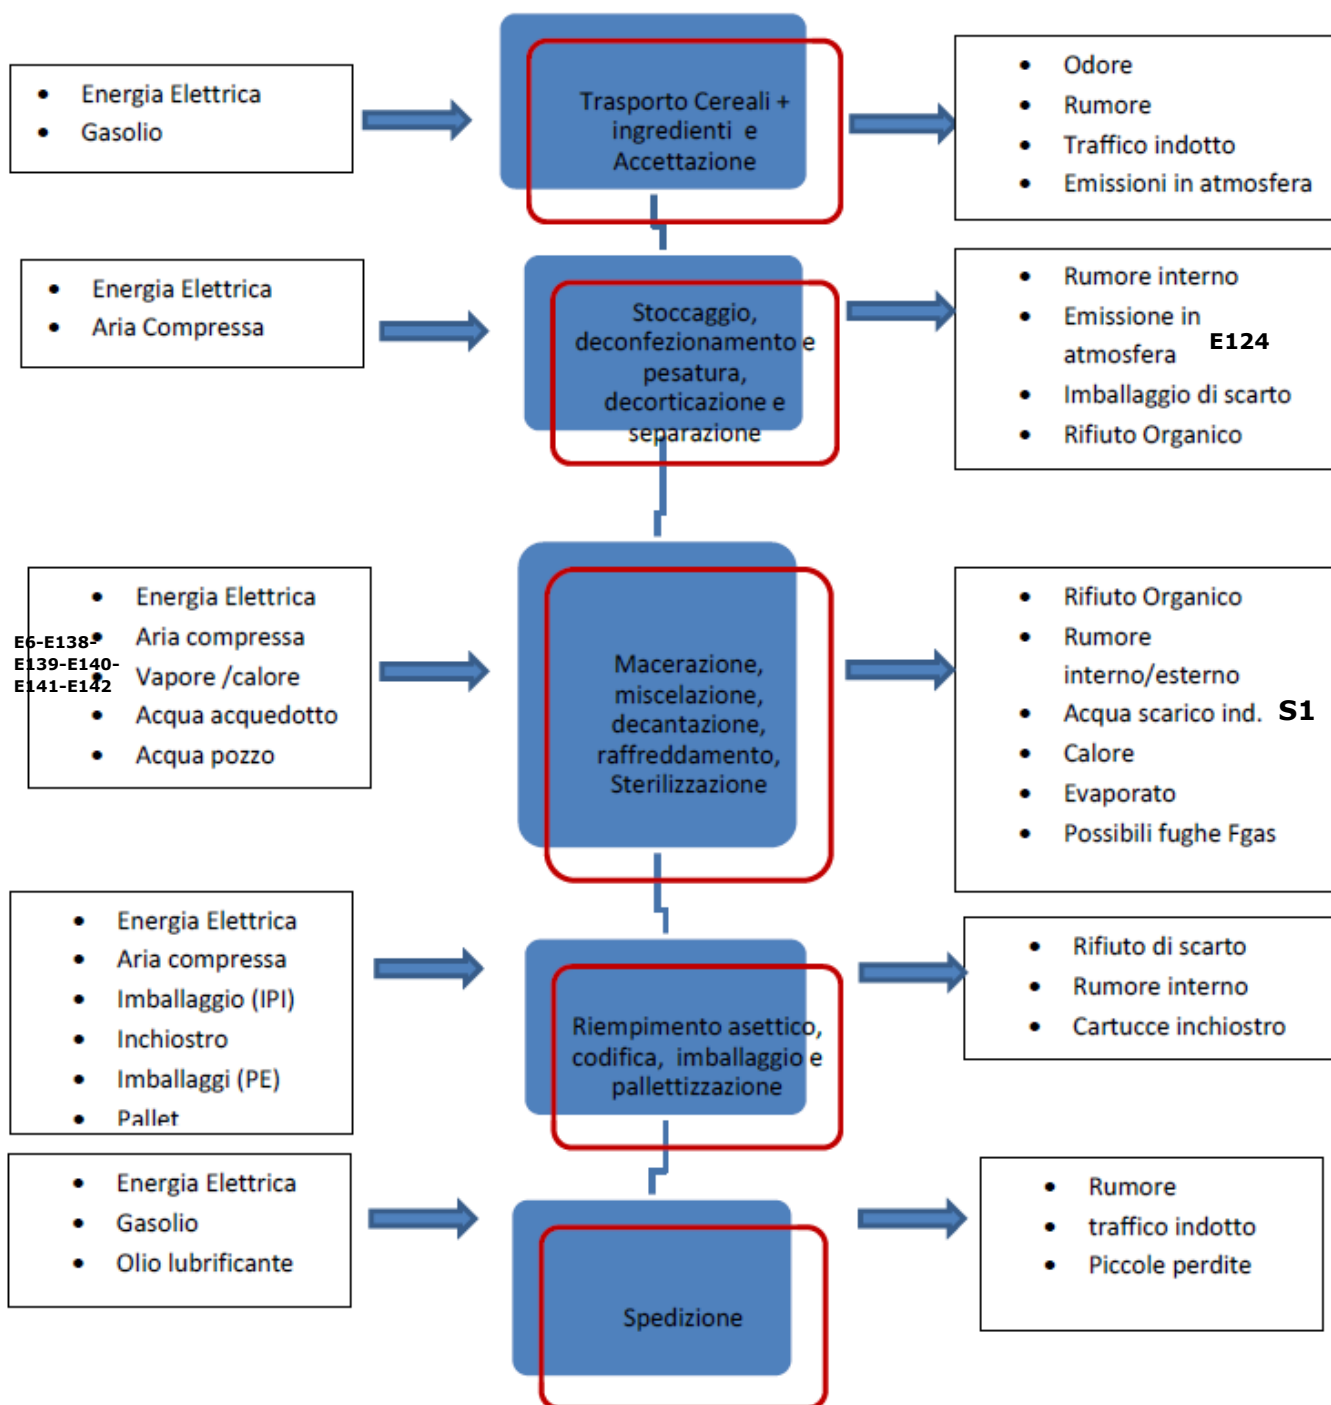 • Energia Elettrica
• Gasolio
Trasporto Cereali +
ingredienti e
Accettazione
• Odore
• Rumore
• Traffico indotto
• Emissioni in atmosfera
• Energia Elettrica
• Aria Compressa
Stoccaggio,
deconfezionamento e
pesatura,
decorticazione e
separazione
• Rumore interno
• Emissione in
atmosfera E124
• Imballaggio di scarto
• Rifiuto Organico
• Energia Elettrica
• Aria compressa
• Vapore /calore
• Acqua acquedotto
• Acqua pozzo
E6-E138-
E139-E140-
E141-E142
Macerazione,
miscelazione,
decantazione,
raffreddamento,
Sterilizzazione
• Rifiuto Organico
• Rumore
interno/esterno
• Acqua scarico ind. S1
• Calore
• Evaporato
• Possibili fughe Fgas
• Energia Elettrica
• Aria compressa
• Imballaggio (IPI)
• Inchiostro
• Imballaggi (PE)
• Pallet
Riempimento asettico,
codifica, imballaggio e
pallettizzazione
• Rifiuto di scarto
• Rumore interno
• Cartucce inchiostro
• Energia Elettrica
• Gasolio
• Olio lubrificante
Spedizione
• Rumore
• traffico indotto
• Piccole perdite